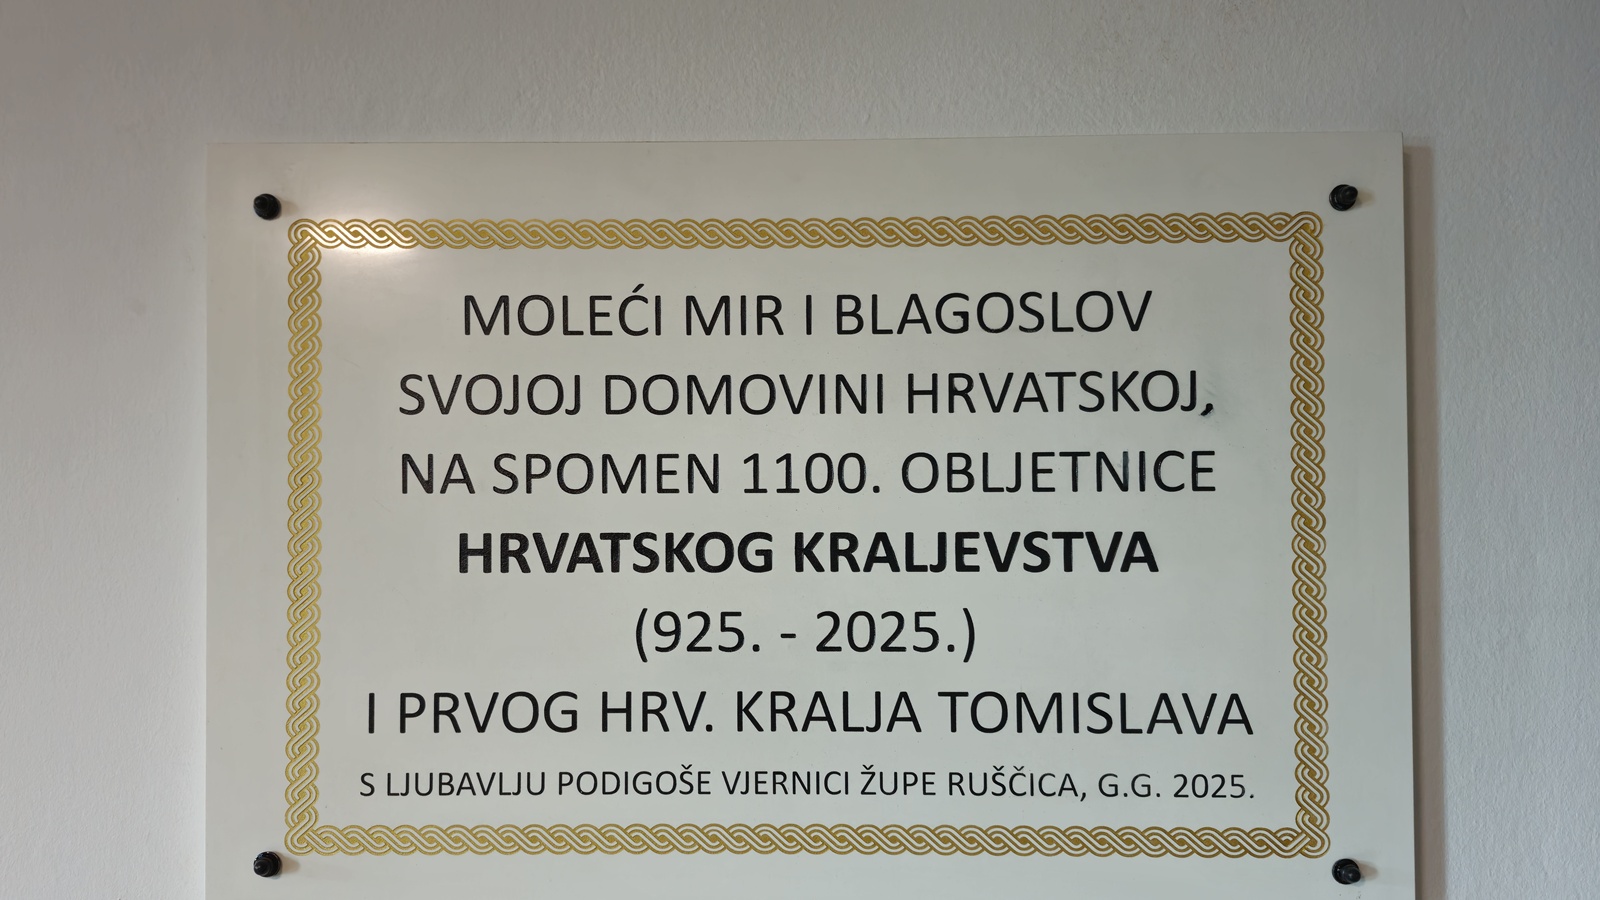 MOLEĆI MIR I BLAGOSLOV
SVOJOJ DOMOVINI HRVATSKOJ,
NA SPOMEN 1100. OBLJETNICE
HRVATSKOG KRALJEVSTVA
(925. - 2025.)
I PRVOG HRV. KRALJA TOMISLAVA
S LJUBAVLJU PODIGOŠE VJERNICI ŽUPE RUŠČICA, G.G. 2025.